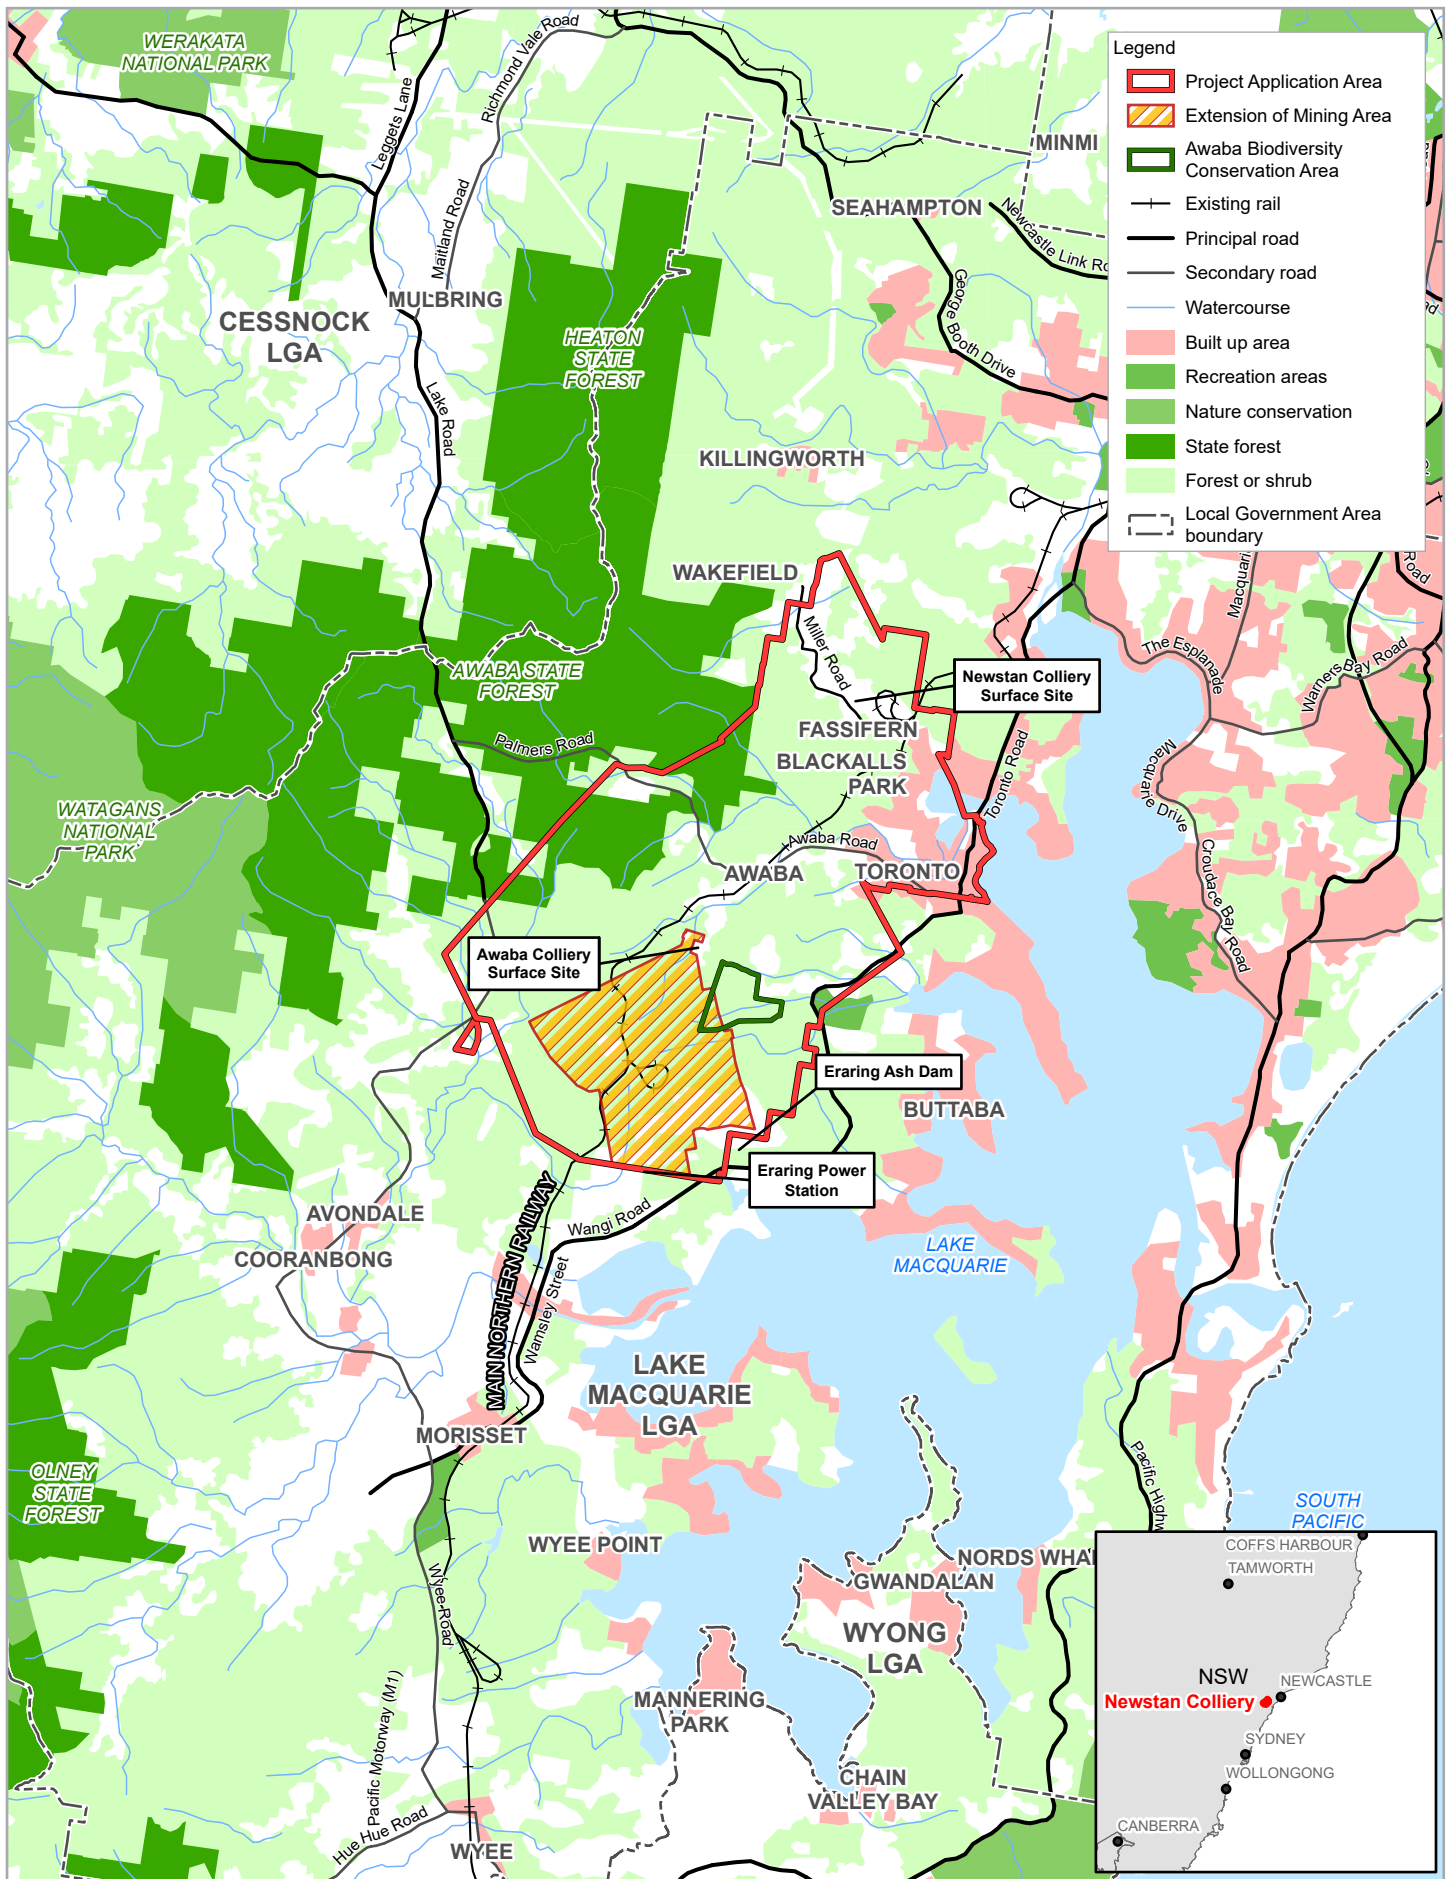 WERAKATA
NATIONAL PARK
Leggets Lane
Richmond Vale Road
Maitland Road
MULBRING
CESSNOCK
LGA
HEATON
STATE
FOREST
Lake Road
MINMI
SEAHAMPTON
Newcastle Link Ro
George Booth Drive
KILLINGWORTH
Legend
Project Application Area
Extension of Mining Area
Awaba Biodiversity
Conservation Area
Existing rail
Principal road
Secondary road
Watercourse
Built up area
Recreation areas
Nature conservation
State forest
Forest or shrub
Local Government Area
boundary
WAKEFIELD
Miller Road
Newstan Colliery
Surface Site
FASSIFERN
BLACKALLS
PARK
AWABA STATE
FOREST
Palmers Road
Toronto Road
The Esplanade
Macquari
Road
Warners Bay Road
Macquarie Drive
Croudace Bay Road
WATAGANS
NATIONAL
PARK
Awaba Road
AWABA
TORONTO
Awaba Colliery
Surface Site
Eraring Ash Dam
BUTTABA
Eraring Power
Station
AVONDALE
COORANBONG
MAIN NORTHERN RAILWAY
Wangi Road
Wamsley Street
LAKE
MACQUARIE
LAKE
MACQUARIE
LGA
MORISSET
OLNEY
STATE
FOREST
Pacific Highw
WYEE POINT
NORDS WHA
GWANDALAN
WYONG
LGA
Wyee Road
MANNERING
PARK
CHAIN
VALLEY BAY
Pacific Motorway (M1)
Hue Hue Road
WYEE
SOUTH
PACIFIC
COFFS HARBOUR
TAMWORTH
NSW
NEWCASTLE
Newstan Colliery
SYDNEY
WOLLONGONG
CANBERRA